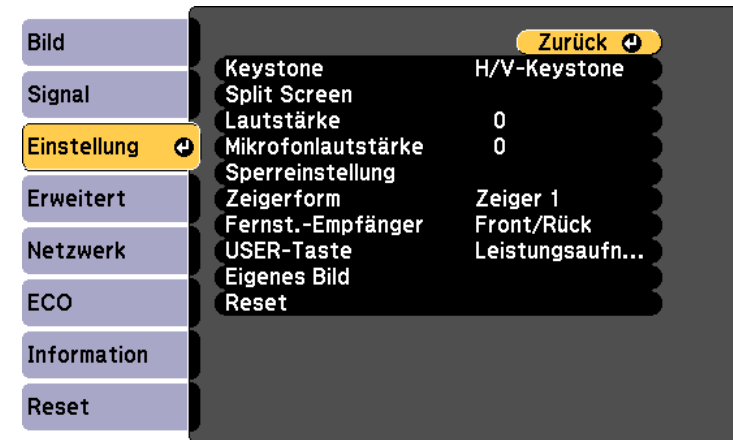 Bild
Signal
Einstellung
Erweitert
Netzwerk
ECO
Information
Reset
Zurück
Keystone H/V-Keystone
Split Screen
Lautstärke 0
Mikrofonlautstärke 0
Sperreinstellung
Zeigerform Zeiger 1
Fernst.-Empfänger Front/Rück
USER-Taste Leistungsaufn...
Eigenes Bild
Reset